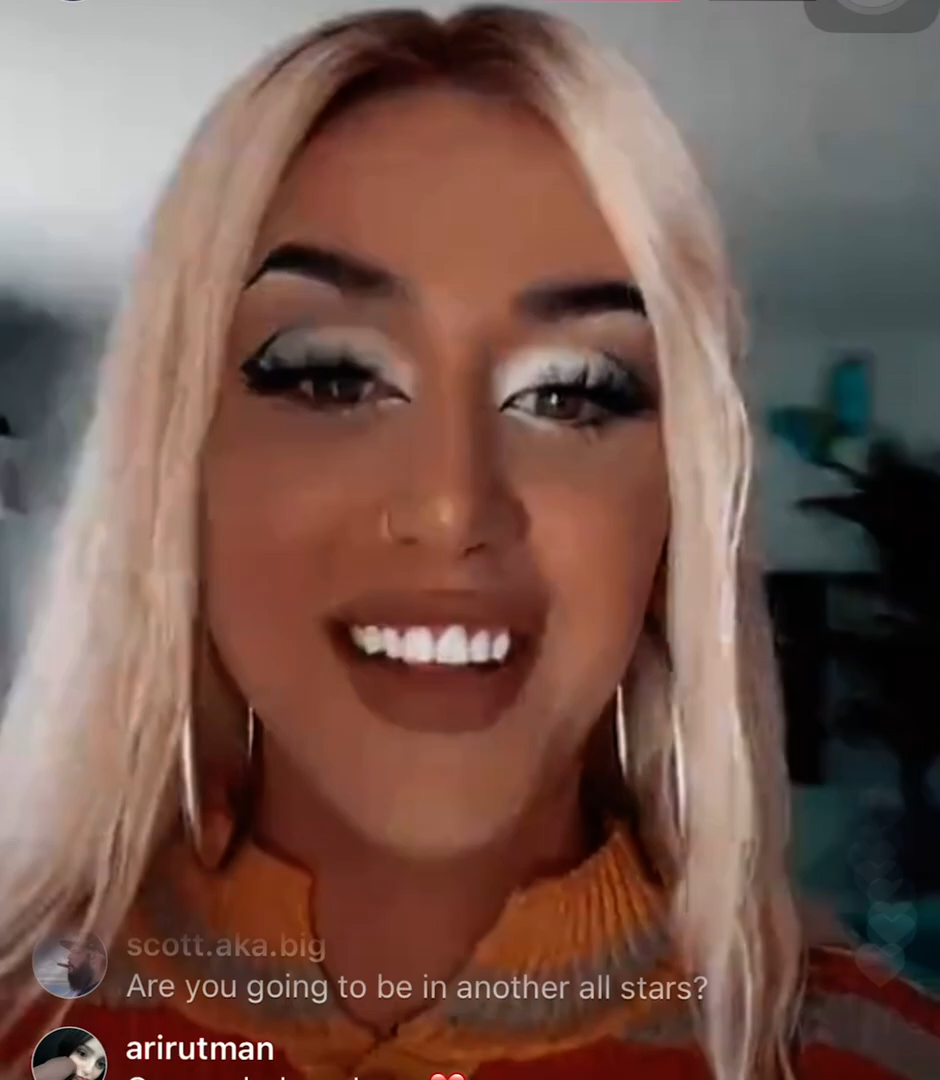 scott.aka.big
Are you going to be in another all stars?
arirutman